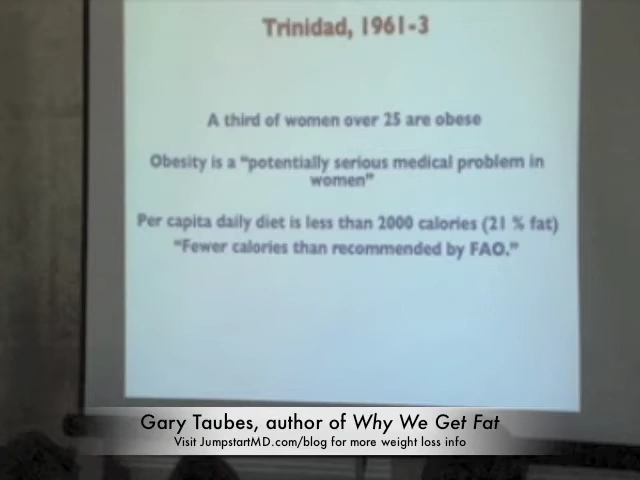 Trinidad, 1961-3
A third of women over 25 are obese
Obesity is a "potentially serious medical problem in
women"
Per capita daily diet is less than 2000 calories (21 % fat)
"Fewer calories than recommended by FAO."
Gary Taubes, author of Why We Get Fat
Visit JumpstartMD.com/blog for more weight loss info